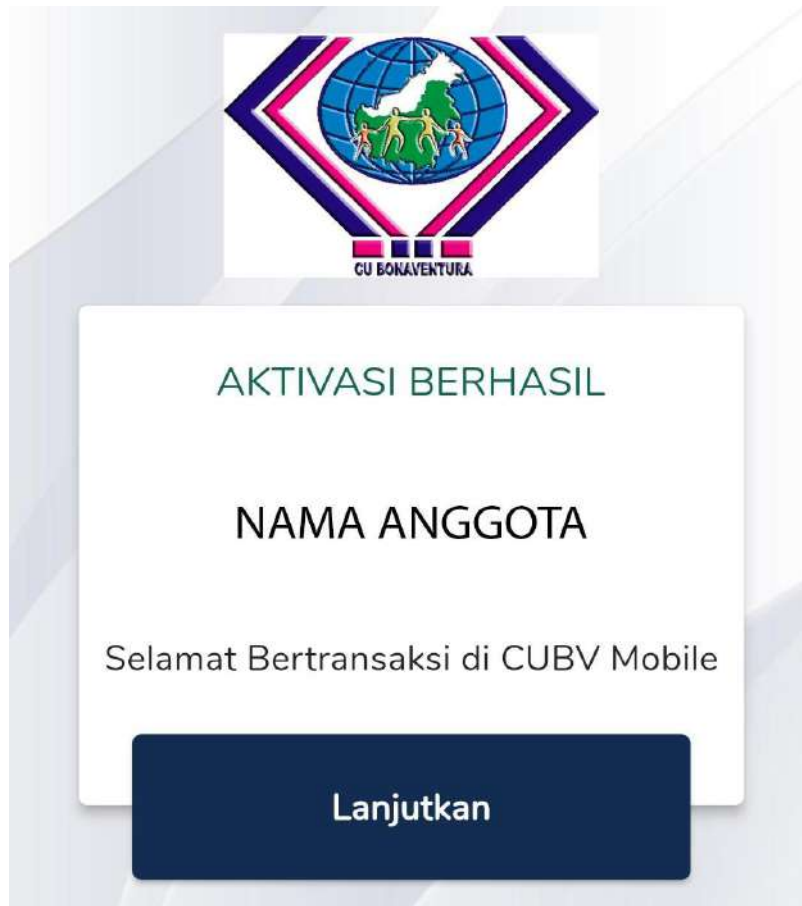 CU BONAVENTURA
AKTIVASI BERHASIL
NAMA ANGGOTA
Selamat Bertransaksi di CUBV Mobile
Lanjutkan